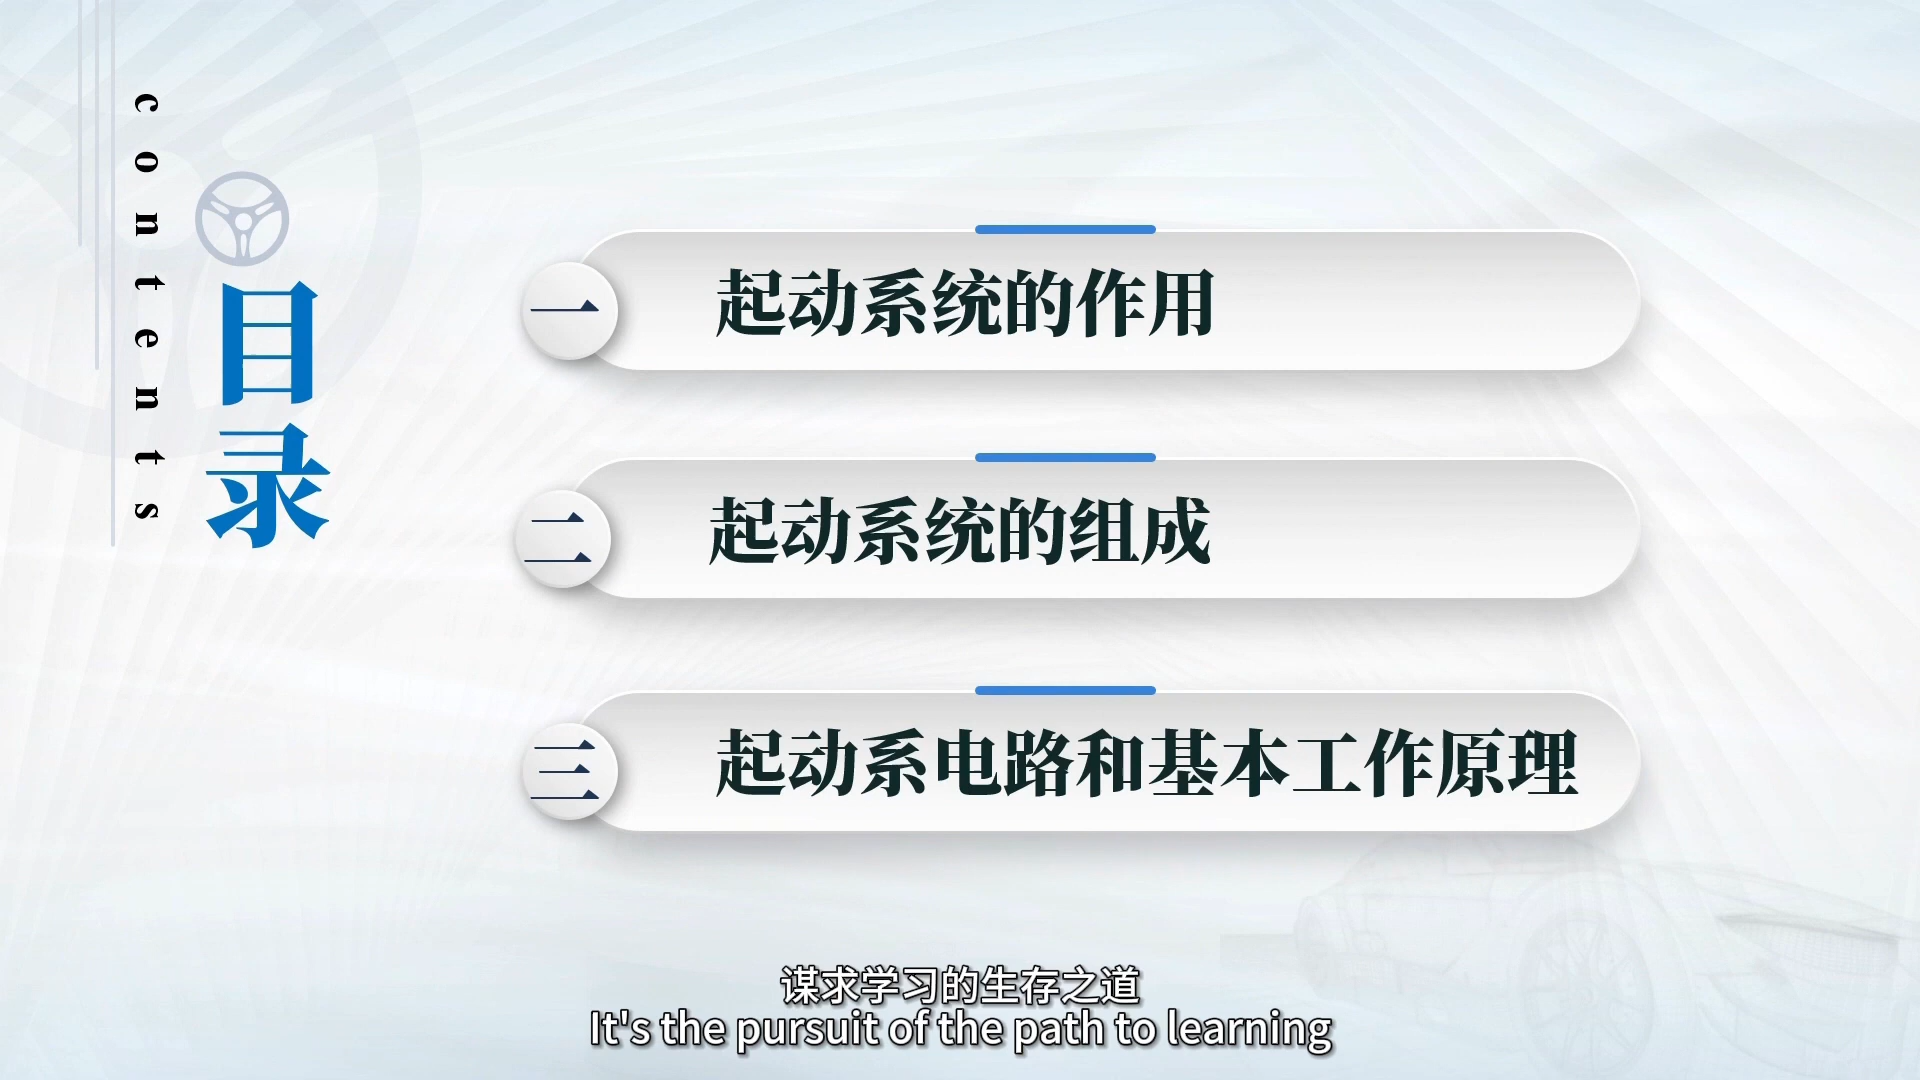 contents
目录
一
起动系统的作用
二
起动系统的组成
三
起动系电路和基本工作原理
谋求学习的生存之道
It's the pursuit of the path to learning